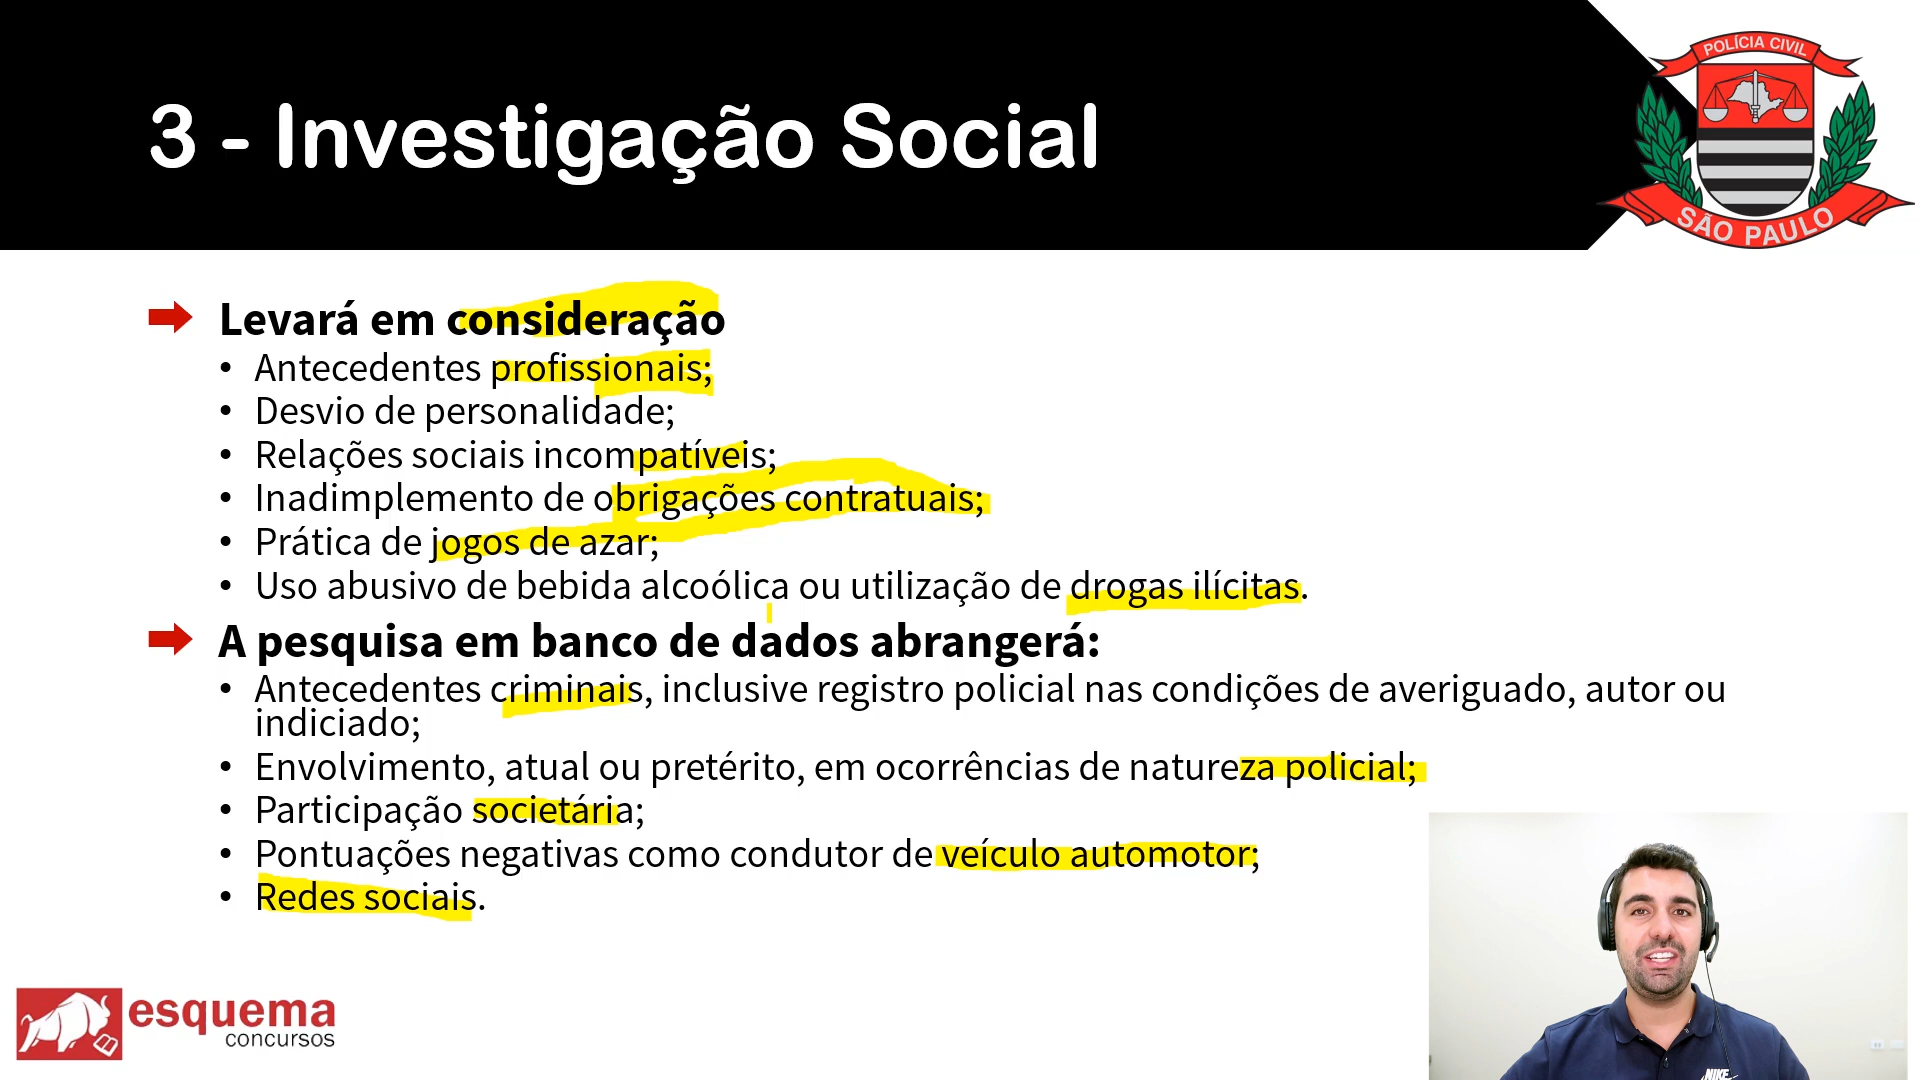 POLÍCIA CIVIL
3 - Investigação Social
SÃO PAULO
Levará em consideração
• Antecedentes profissionais;
• Desvio de personalidade;
• Relações sociais incompatíveis;
• Inadimplemento de obrigações contratuais;
• Prática de jogos de azar;
• Uso abusivo de bebida alcoólica ou utilização de drogas ilícitas.
A pesquisa em banco de dados abrangerá:
• Antecedentes criminais, inclusive registro policial nas condições de averiguado, autor ou
indiciado;
• Envolvimento, atual ou pretérito, em ocorrências de natureza policial;
• Participação societária;
• Pontuações negativas como condutor de veículo automotor;
• Redes sociais.
esquema
concursos
NIKE